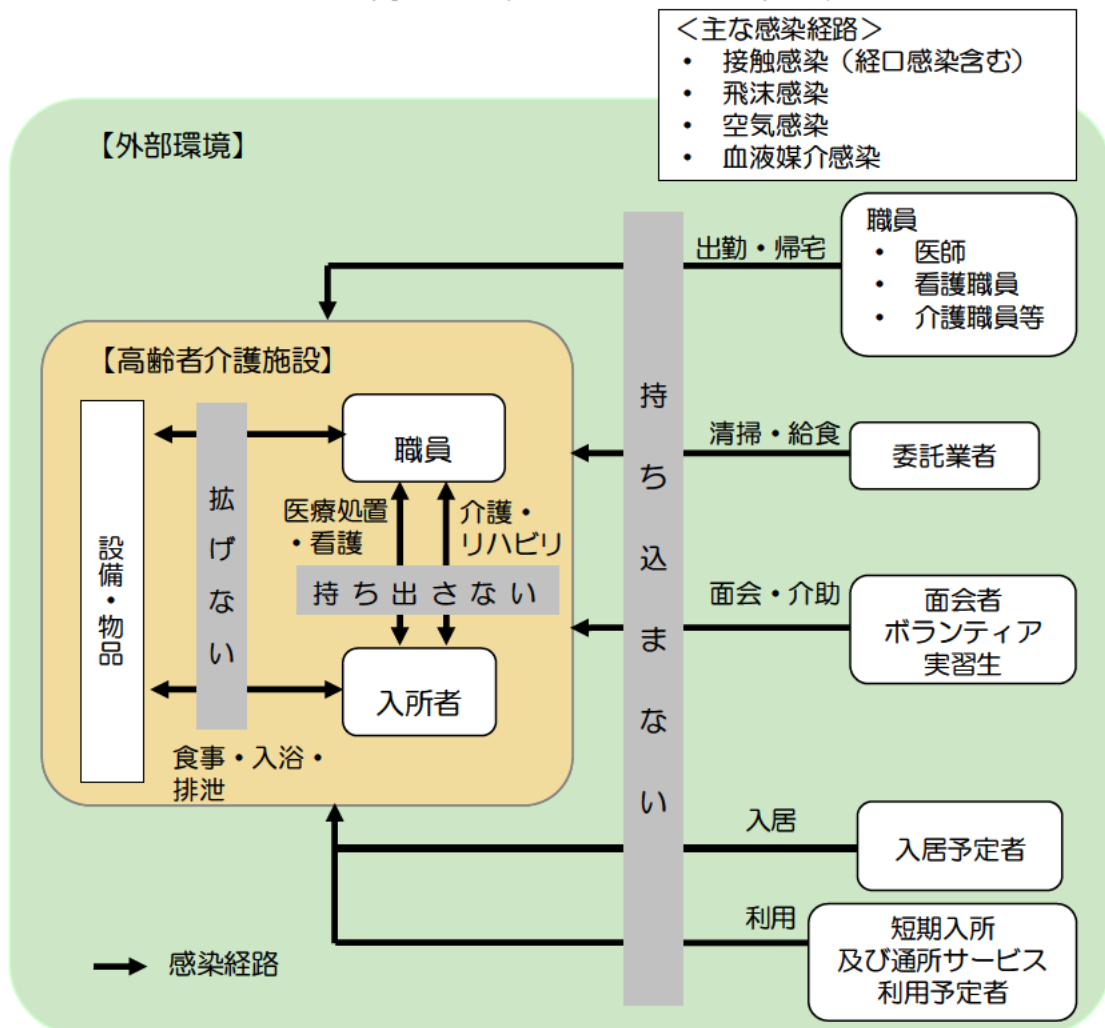 <主な感染経路>
・ 接触感染（経口感染含む）
・ 飛沫感染
・ 空気感染
・ 血液媒介感染
【外部環境】
職員
・ 医師
・ 看護職員
・ 介護職員等
出勤・帰宅
【高齢者介護施設】
持ち込まない
職員
清掃・給食
委託業者
拡げない
設備・物品
医療処置
・看護
介護・
リハビリ
持ち出さない
面会・介助
面会者
ボランティア
実習生
入所者
食事・入浴・
排泄
入居
入居予定者
利用
短期入所
及び通所サービス
利用予定者
感染経路